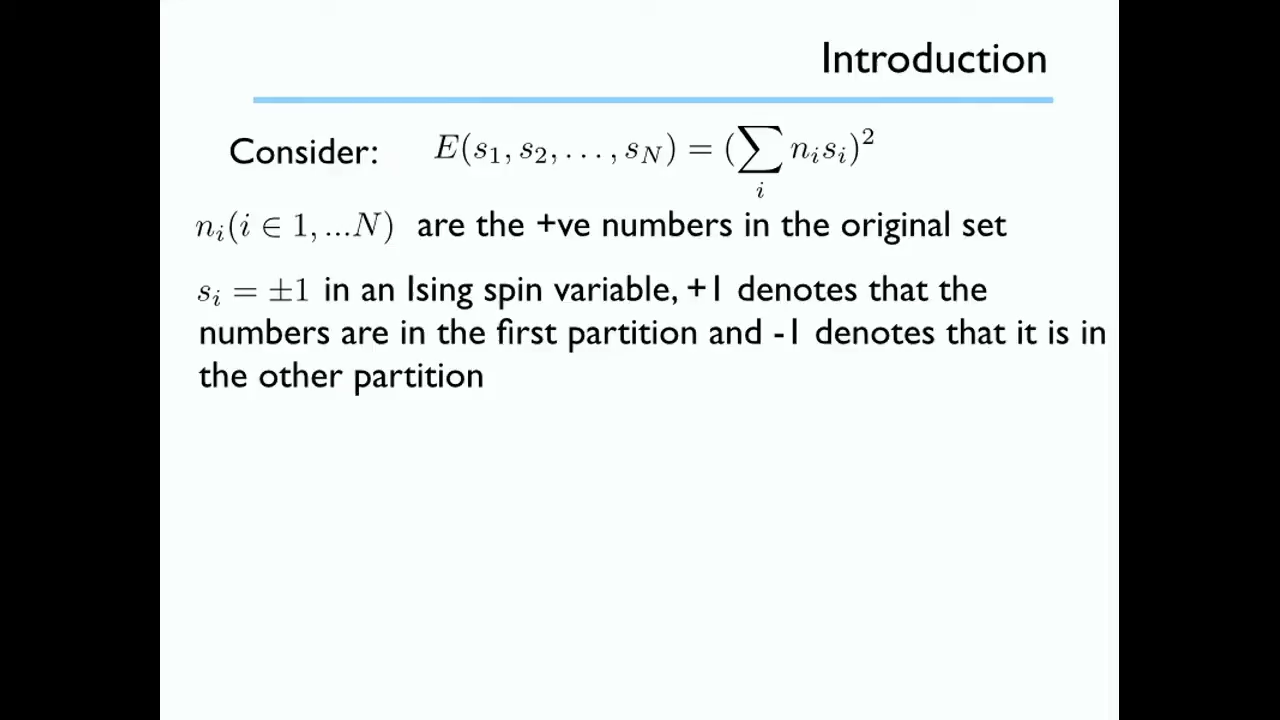 Introduction
Consider: E(s₁, s₂, . . . , s_N) = (∑_i n_i s_i)²
n_i(i ∈ 1, ...N) are the +ve numbers in the original set
s_i = ±1 in an Ising spin variable, +1 denotes that the
numbers are in the first partition and -1 denotes that it is in
the other partition